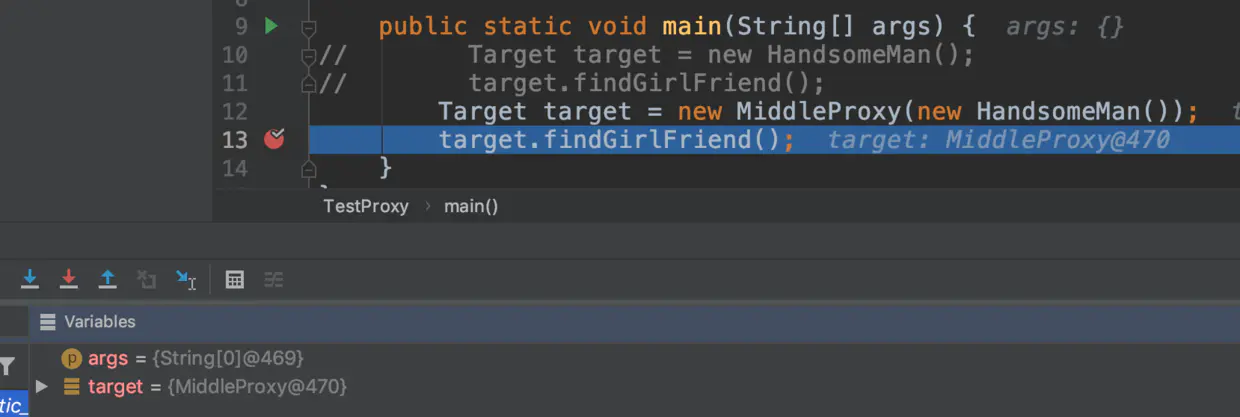 9 public static void main(String[] args) { args: {}
10 // Target target = new HandsomeMan();
11 // target.findGirlFriend();
12 Target target = new MiddleProxy(new HandsomeMan());
13 target.findGirlFriend(); target: MiddleProxy@470
14 }
TestProxy › main()
Variables
p args = {String[0]@469}
target = {MiddleProxy@470}
tic_